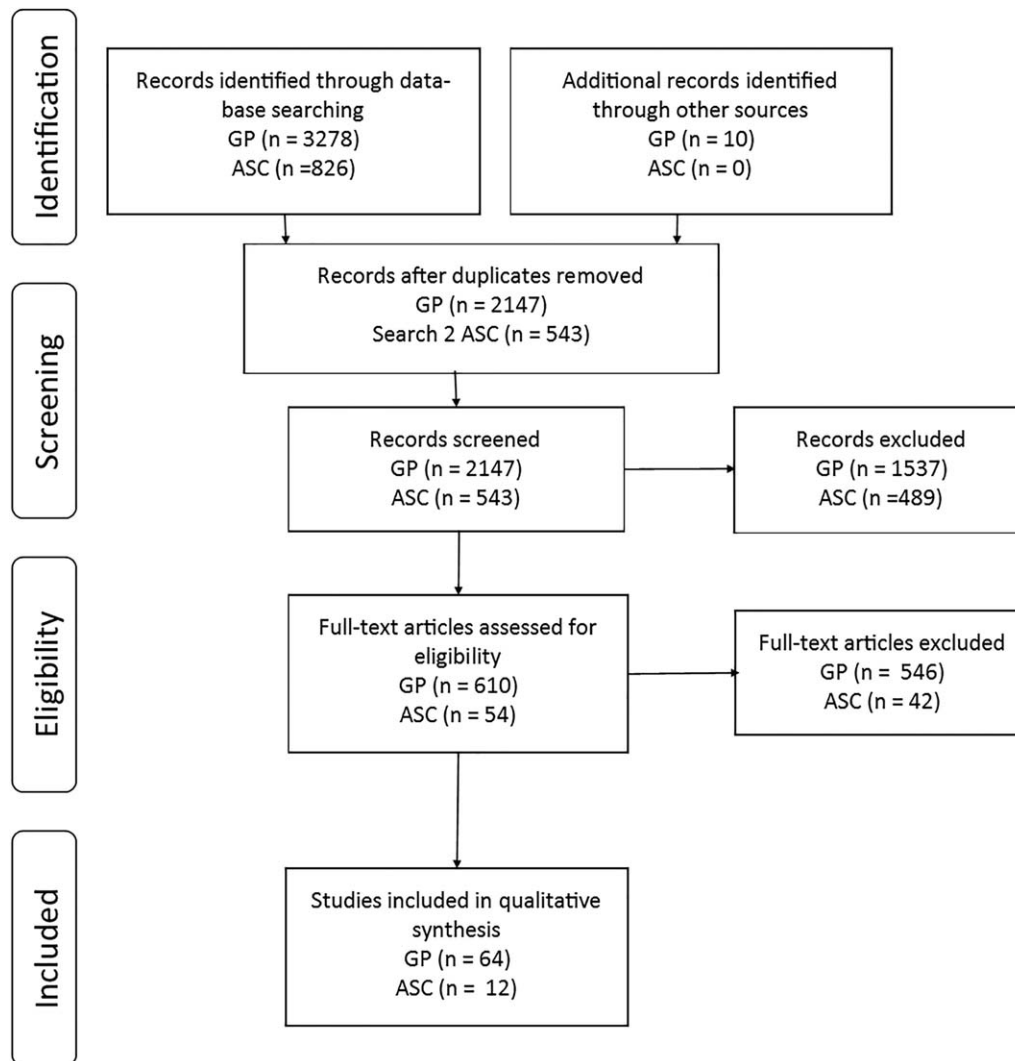 Identification
Records identified through data-
base searching
GP (n = 3278)
ASC (n =826)
Additional records identified
through other sources
GP (n = 10)
ASC (n = 0)
Records after duplicates removed
GP (n = 2147)
Search 2 ASC (n = 543)
Screening
Records screened
GP (n = 2147)
ASC (n = 543)
Records excluded
GP (n = 1537)
ASC (n =489)
Eligibility
Full-text articles assessed for
eligibility
GP (n = 610)
ASC (n = 54)
Full-text articles excluded
GP (n =  546)
ASC (n = 42)
Included
Studies included in qualitative
synthesis
GP (n = 64)
ASC (n =  12)